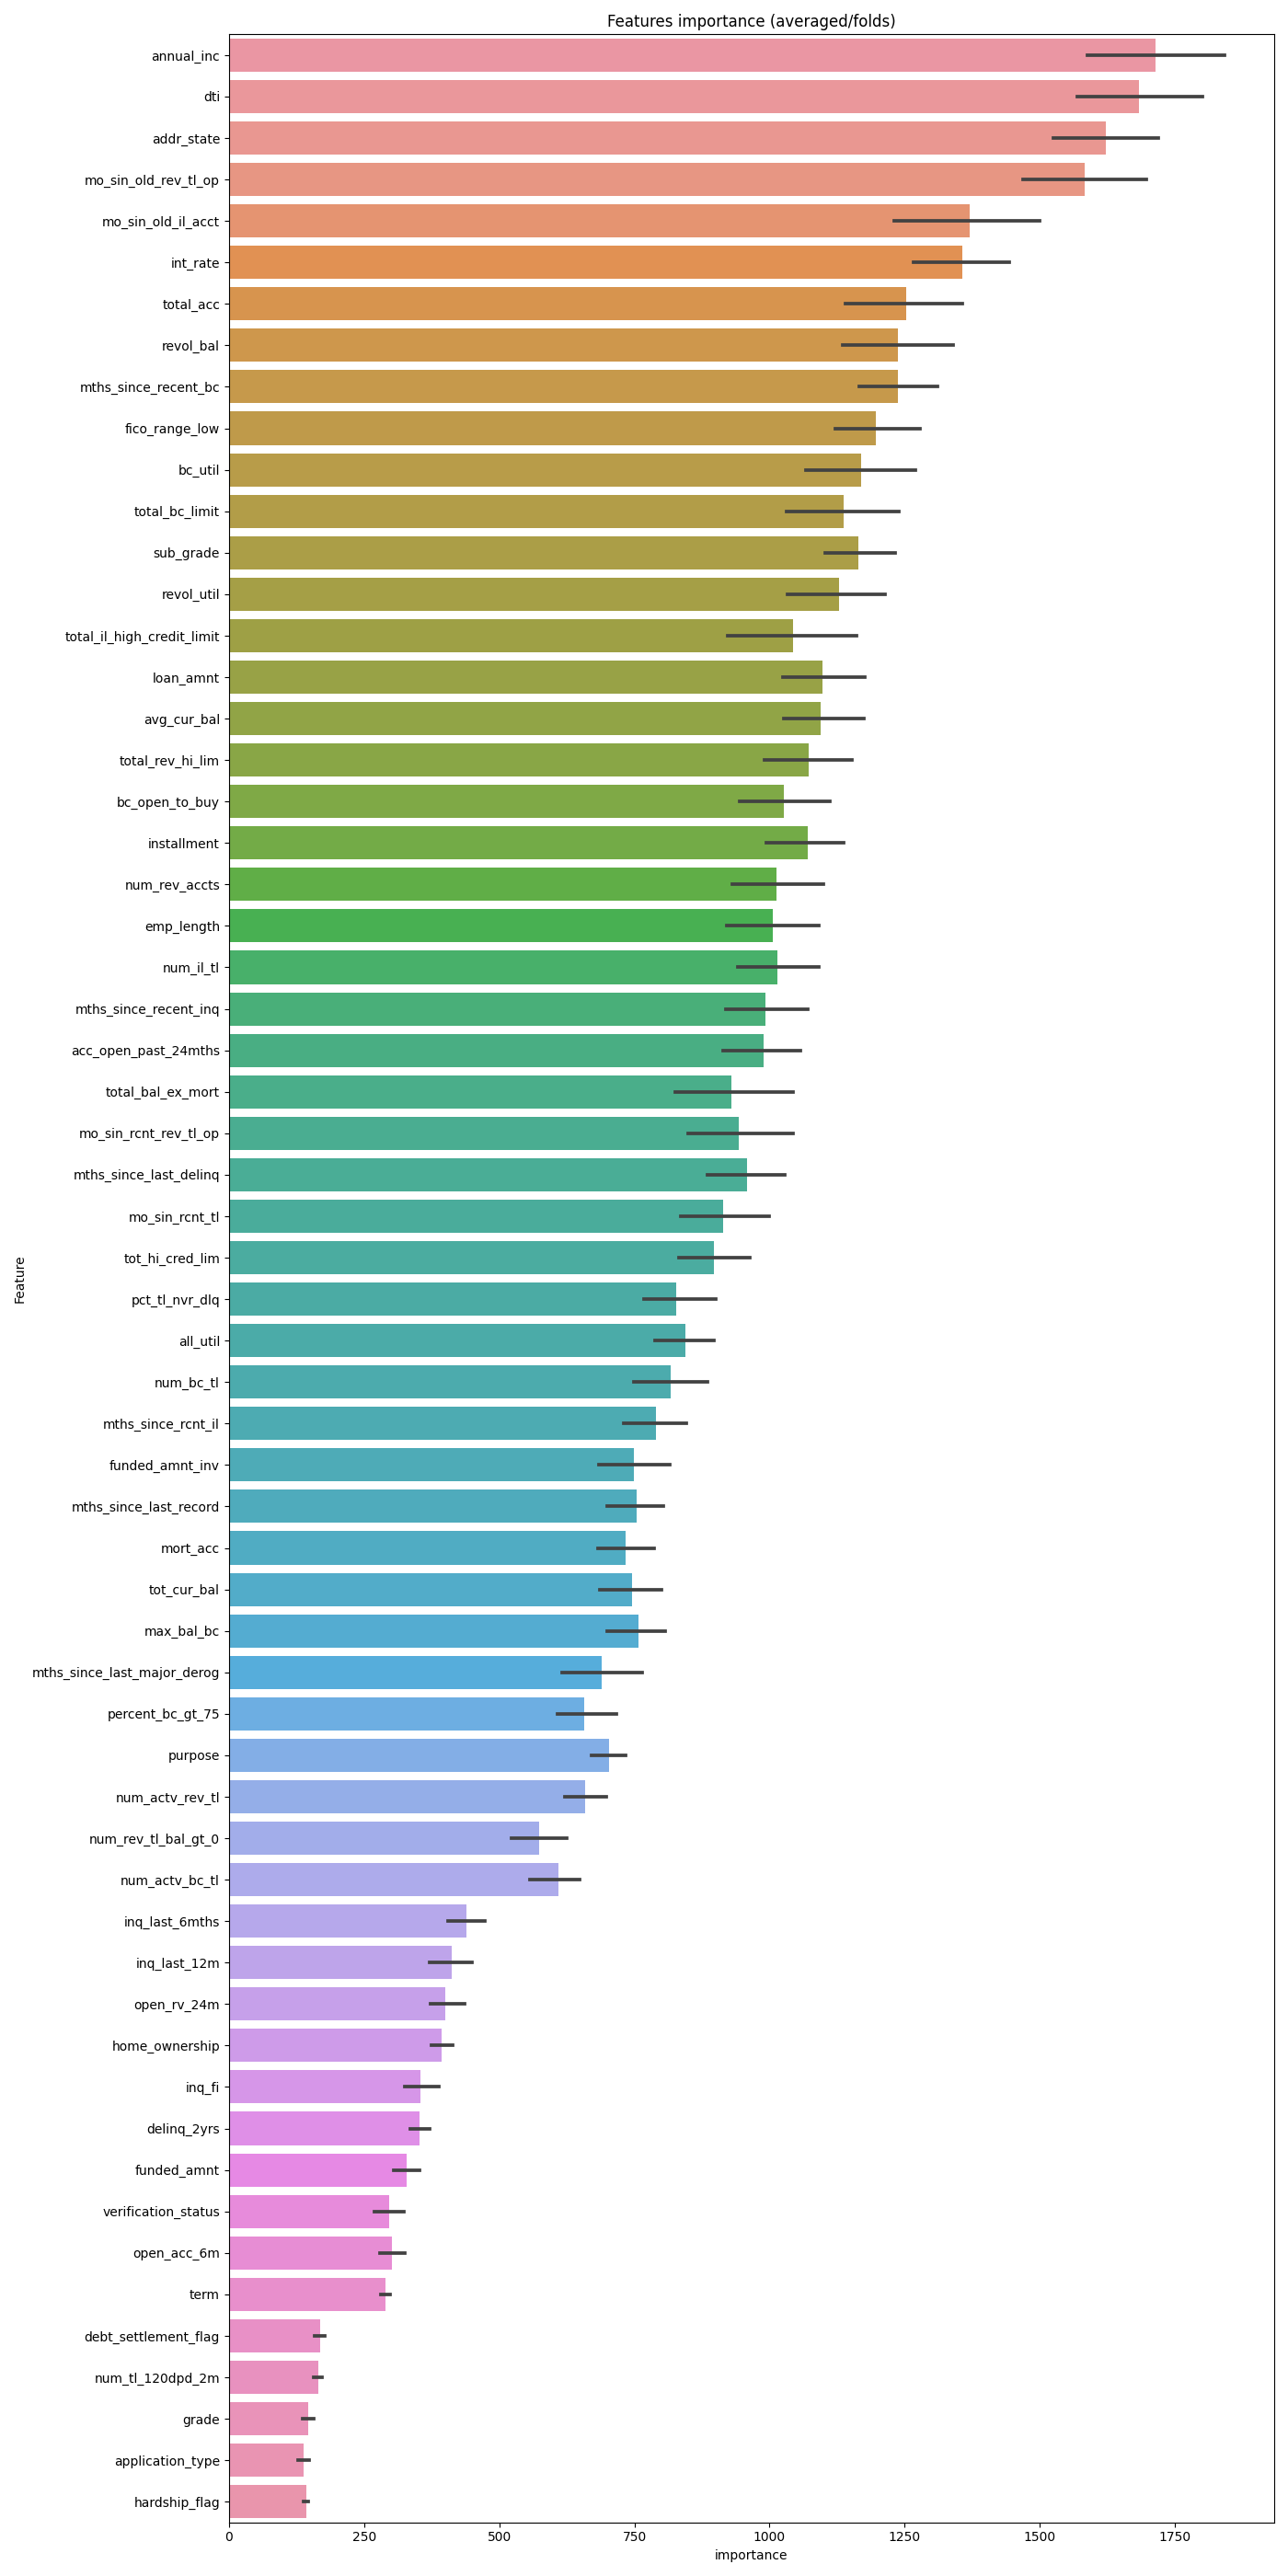 Features importance (averaged/folds)
annual_inc
dti
addr_state
mo_sin_old_rev_tl_op
mo_sin_old_il_acct
int_rate
total_acc
revol_bal
mths_since_recent_bc
fico_range_low
bc_util
total_bc_limit
sub_grade
revol_util
total_il_high_credit_limit
loan_amnt
avg_cur_bal
total_rev_hi_lim
bc_open_to_buy
installment
num_rev_accts
emp_length
num_il_tl
mths_since_recent_inq
acc_open_past_24mths
total_bal_ex_mort
mo_sin_rcnt_rev_tl_op
mths_since_last_delinq
mo_sin_rcnt_tl
tot_hi_cred_lim
pct_tl_nvr_dlq
all_util
num_bc_tl
mths_since_rcnt_il
funded_amnt_inv
mths_since_last_record
mort_acc
tot_cur_bal
max_bal_bc
mths_since_last_major_derog
percent_bc_gt_75
purpose
num_actv_rev_tl
num_rev_tl_bal_gt_0
num_actv_bc_tl
inq_last_6mths
inq_last_12m
open_rv_24m
home_ownership
inq_fi
delinq_2yrs
funded_amnt
verification_status
open_acc_6m
term
debt_settlement_flag
num_tl_120dpd_2m
grade
application_type
hardship_flag
Feature
0 250 500 750 1000 1250 1500 1750
importance